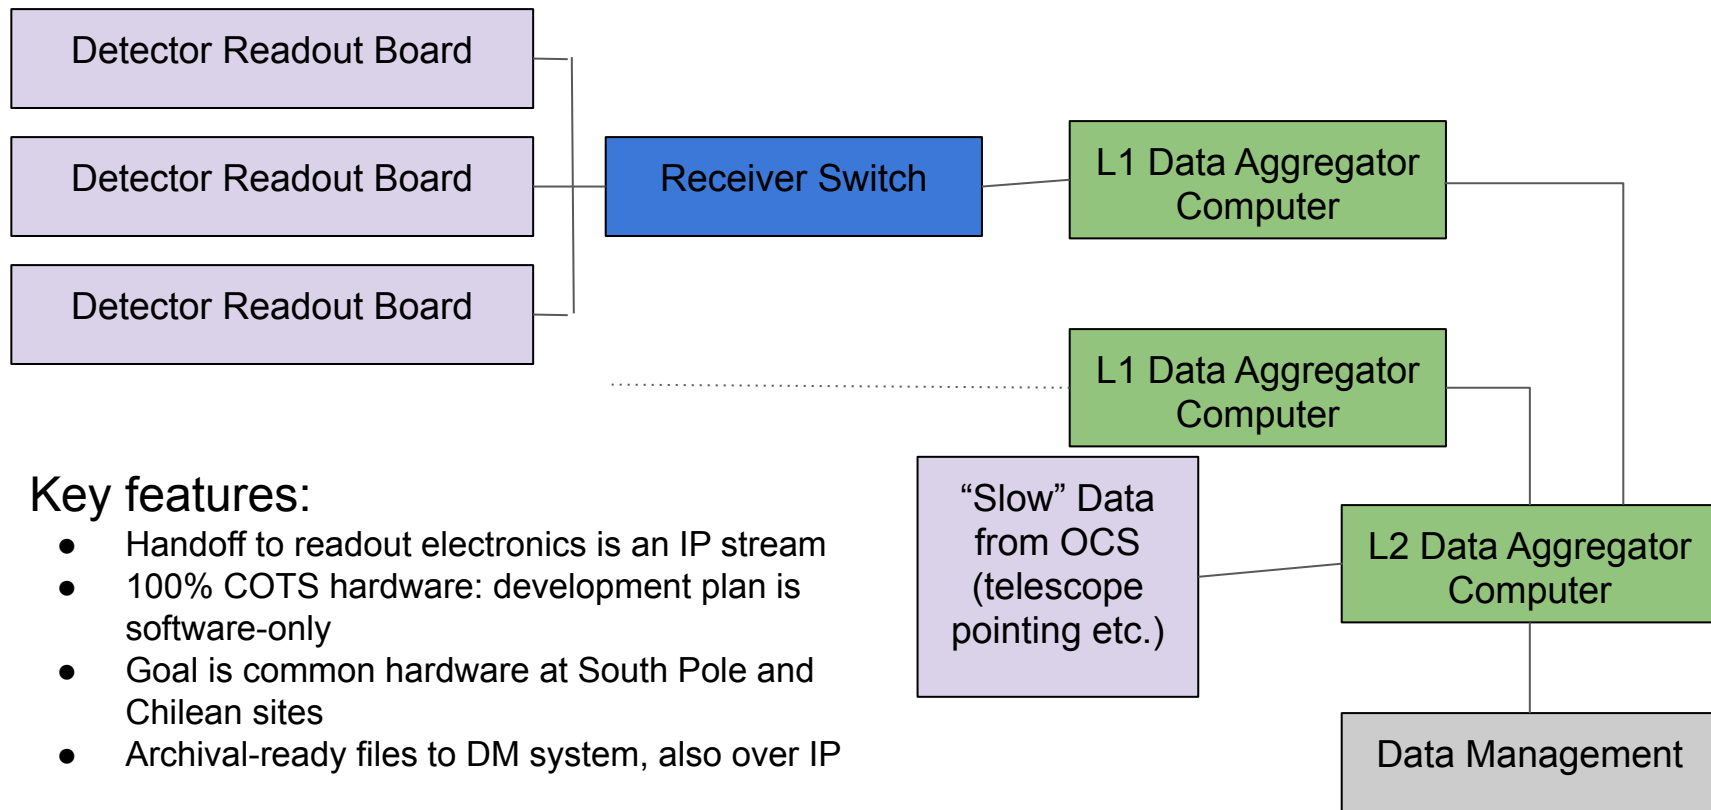 Detector Readout Board
Detector Readout Board
Detector Readout Board
Receiver Switch
L1 Data Aggregator
Computer
L1 Data Aggregator
Computer
“Slow” Data
from OCS
(telescope
pointing etc.)
L2 Data Aggregator
Computer
Data Management
Key features:
● Handoff to readout electronics is an IP stream
● 100% COTS hardware: development plan is
software-only
● Goal is common hardware at South Pole and
Chilean sites
● Archival-ready files to DM system, also over IP